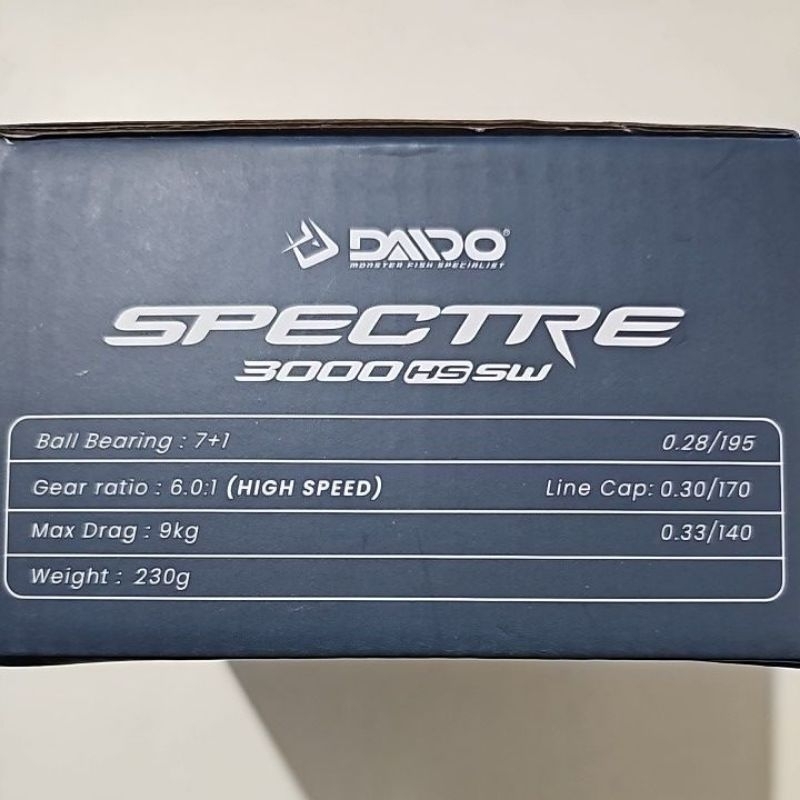 DAIDO®
MONSTER FISH SPECIALIST
SPECTRE
3000 HS SW
Ball Bearing : 7+1 0.28/195
Gear ratio : 6.0:1 (HIGH SPEED) Line Cap: 0.30/170
Max Drag : 9kg 0.33/140
Weight : 230g